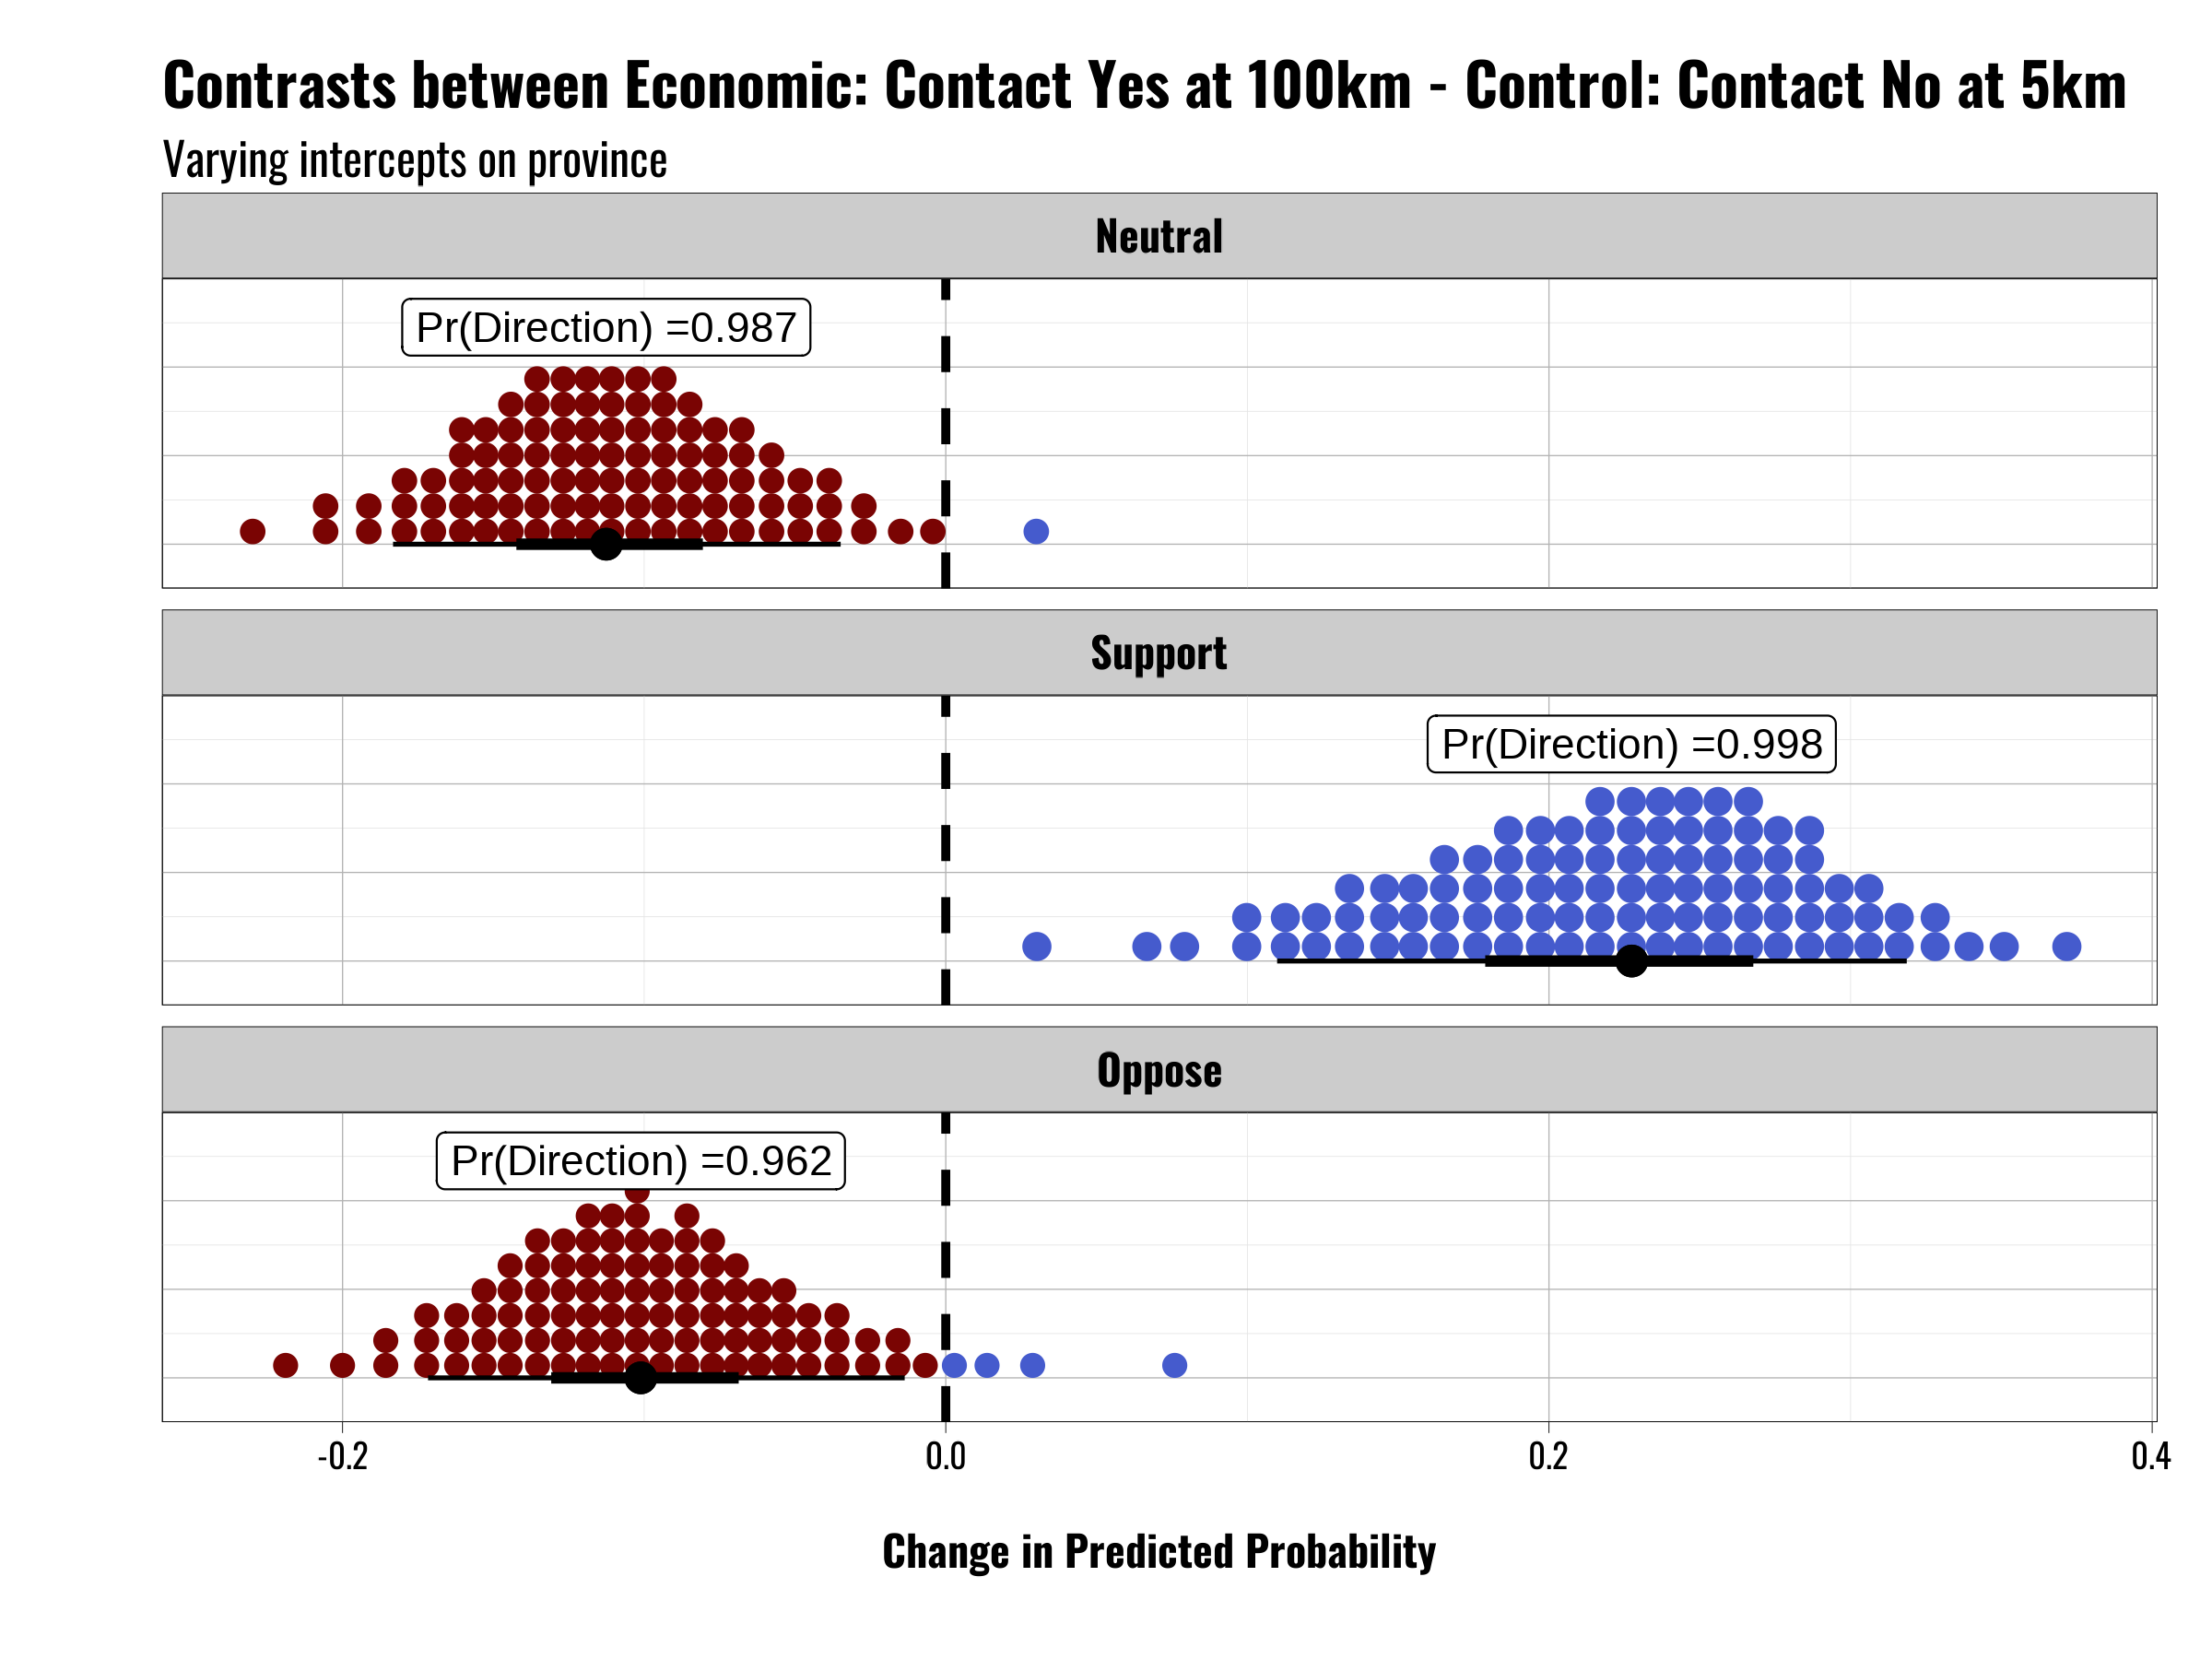 Contrasts between Economic: Contact Yes at 100km - Control: Contact No at 5km
Varying intercepts on province
Neutral
Pr(Direction) =0.987
Support
Pr(Direction) =0.998
Oppose
Pr(Direction) =0.962
-0.2 0.0 0.2 0.4
Change in Predicted Probability